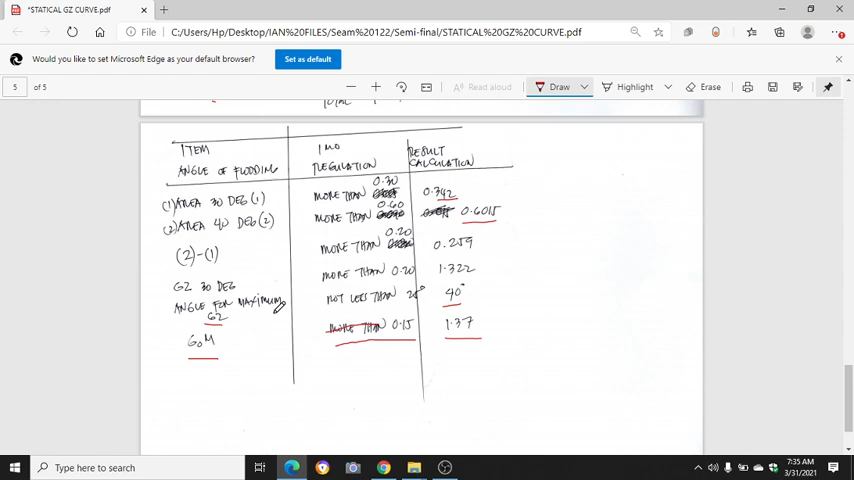 *STATICAL GZ CURVE.pdf
File
C:/Users/Hp/Desktop/IAN%20FILES/Seam%20122/Semi-final/STATICAL%20GZ%20CURVE.pdf
Would you like to set Microsoft Edge as your default browser?
Set as default
5
of 5
Read aloud
Draw
Highlight
Erase
TOTAL
ITEM
ANGLE OF FLOODING
IMO
REGULATION
RESULT
CALCULATION
(1) AREA 30 DEG (1)
MORE THAN 0.30
0.342
(2) AREA 40 DEG (2)
MORE THAN 0.60
0.6015
(2)-(1)
MORE THAN 0.20
0.259
GZ 30 DEG
MORE THAN 0.20
1.322
ANGLE FOR MAXIMUM
GZ
NOT LESS THAN 25°
40°
GoM
MORE THAN 0.15
1.37
Type here to search
7:35 AM
3/31/2021